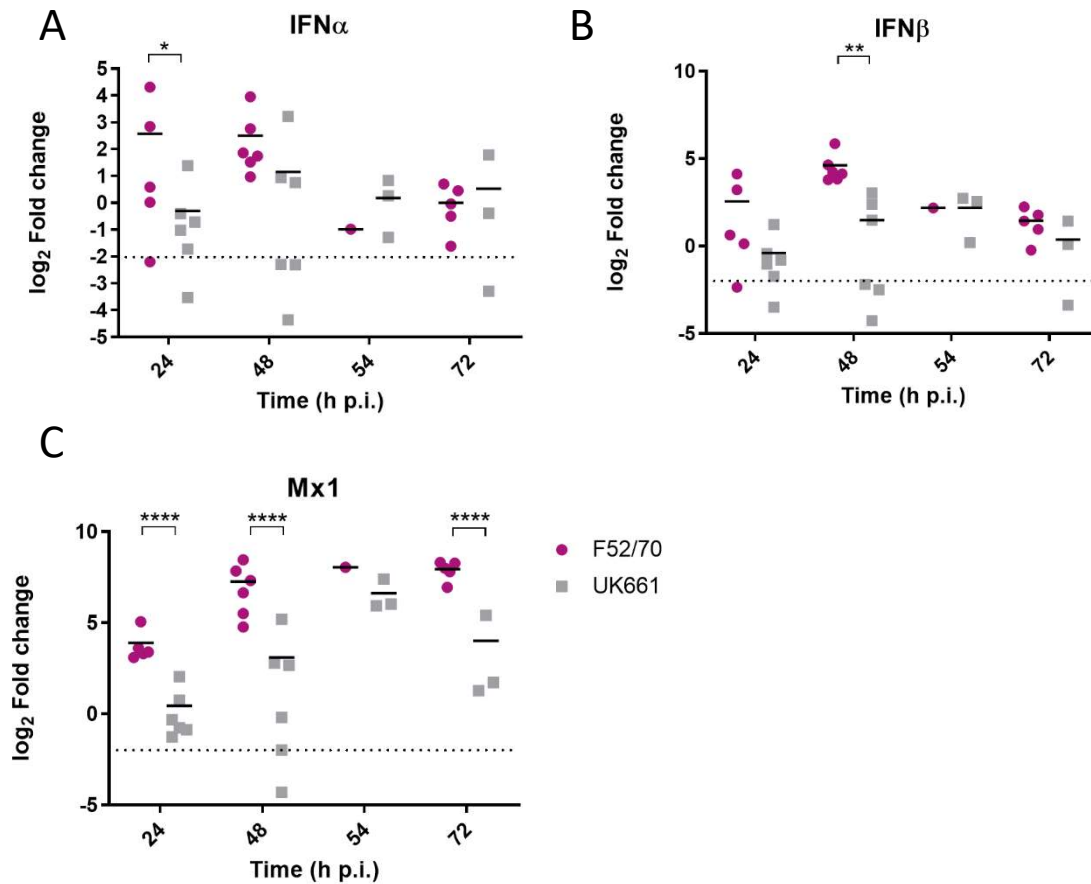 A
IFNα
*
log2 Fold change
5
4
3
2
1
0
-1
-2
-3
-4
-5
24
48
54
72
Time (h p.i.)
B
IFNβ
**
log2 Fold change
10
5
0
-5
24
48
54
72
Time (h p.i.)
C
Mx1
****
****
****
log2 Fold change
10
5
0
-5
24
48
54
72
Time (h p.i.)
F52/70
UK661